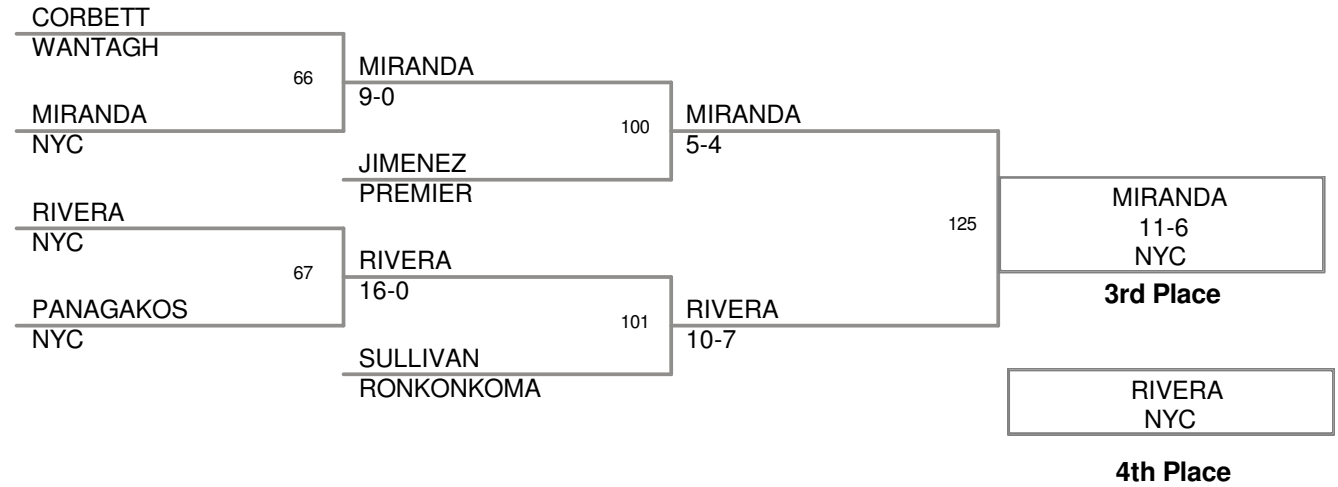 CORBETT
WANTAGH
66
MIRANDA
9-0
MIRANDA
NYC
100
MIRANDA
5-4
JIMENEZ
PREMIER
RIVERA
NYC
67
RIVERA
16-0
PANAGAKOS
NYC
101
RIVERA
10-7
SULLIVAN
RONKONKOMA
125
MIRANDA
11-6
NYC
3rd Place
RIVERA
NYC
4th Place